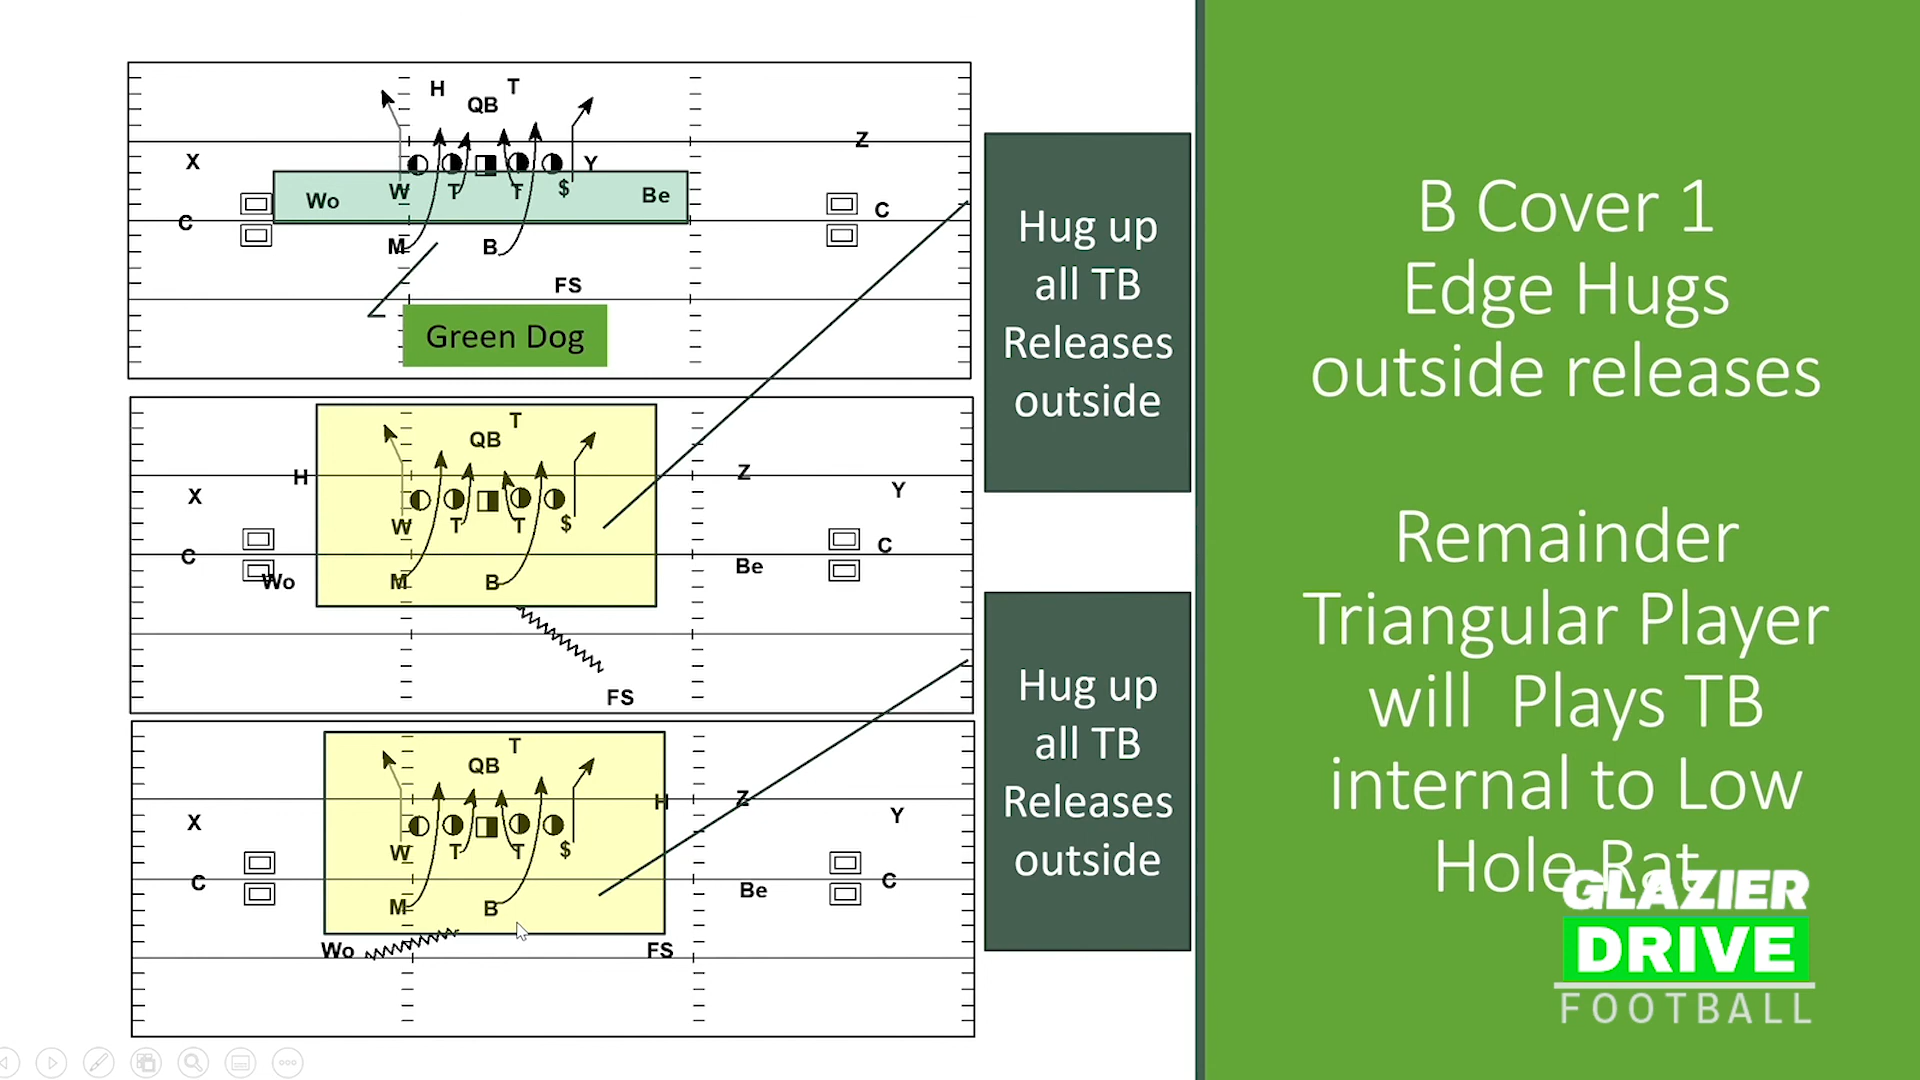 H T
QB
Z
X Y
W T T $
Wo Be
C C
M B
FS
Green Dog
T
QB
H Z
X Y
W T T $
C C
Wo M B Be
FS
T
QB
H Z
X Y
W T T $
C C
M B Be
Wo FS
Hug up
all TB
Releases
outside
Hug up
all TB
Releases
outside
B Cover 1
Edge Hugs
outside releases
Remainder
Triangular Player
will Plays TB
internal to Low
Hole Rat
GLAZIER
DRIVE
FOOTBALL